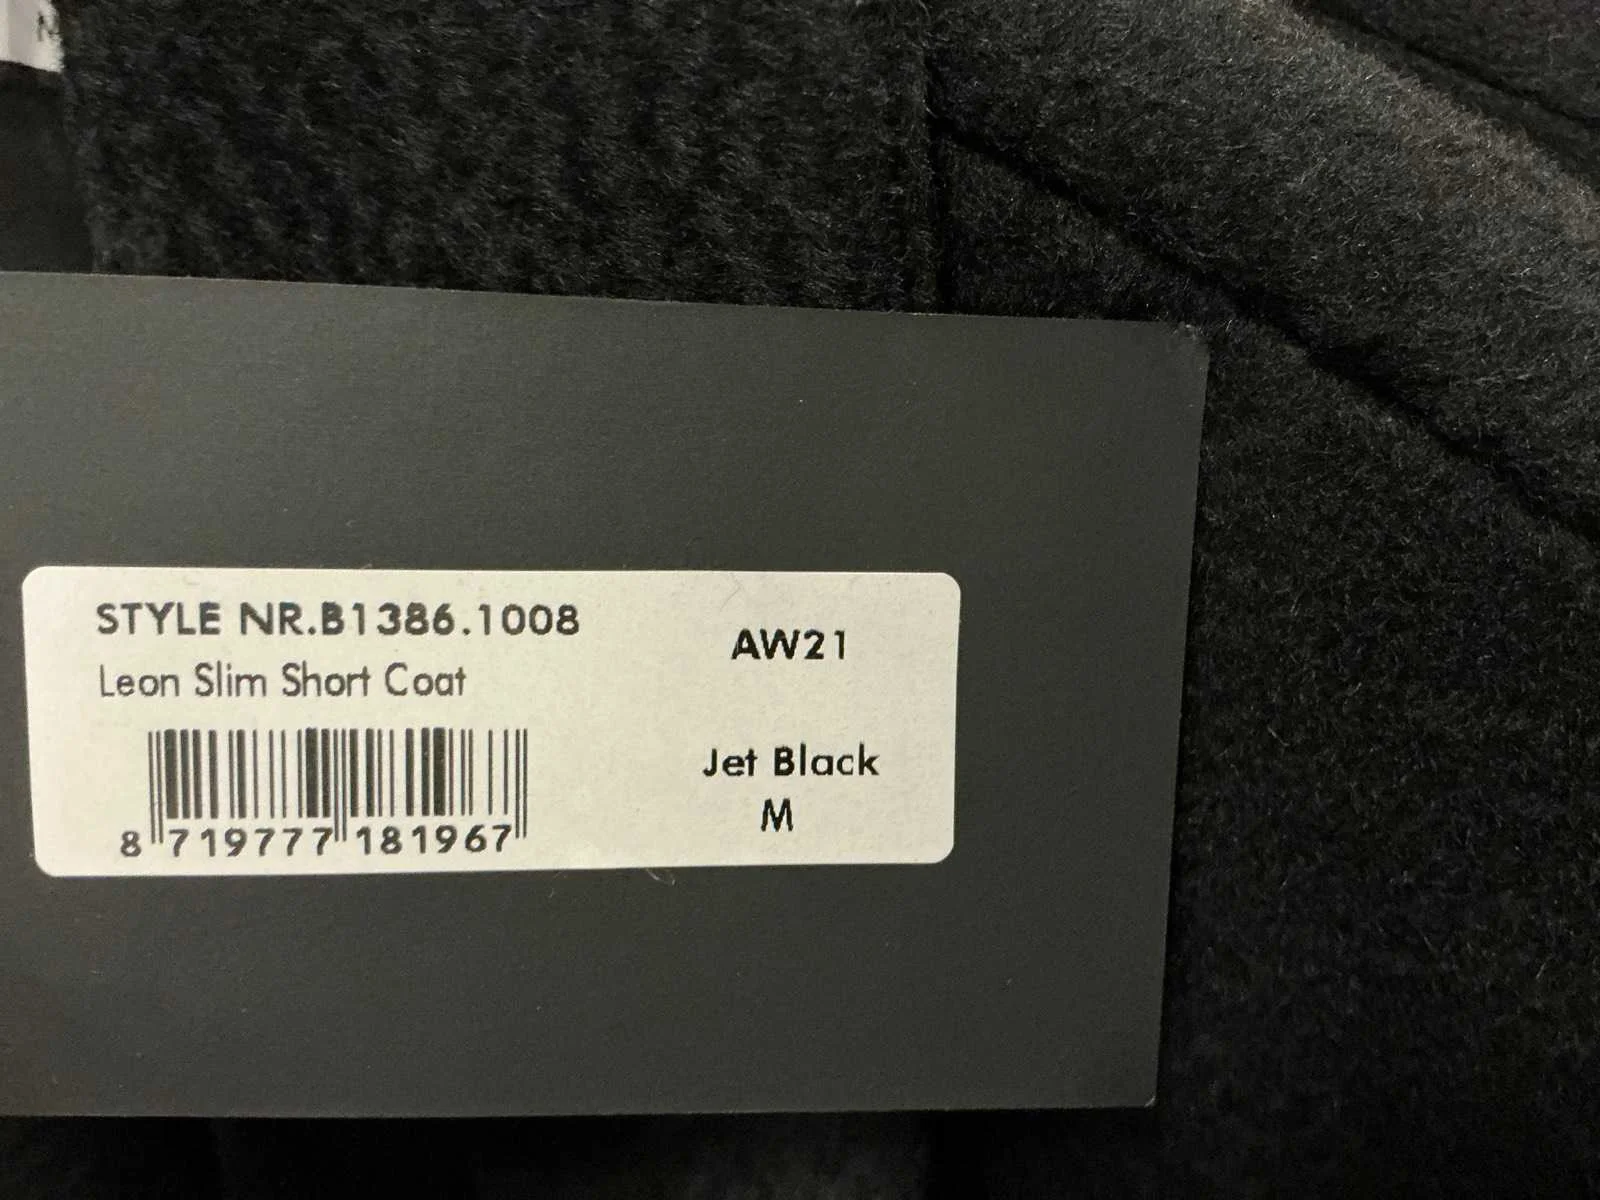 STYLE NR.B1386.1008
Leon Slim Short Coat
AW21
Jet Black
M
8 719777 181967